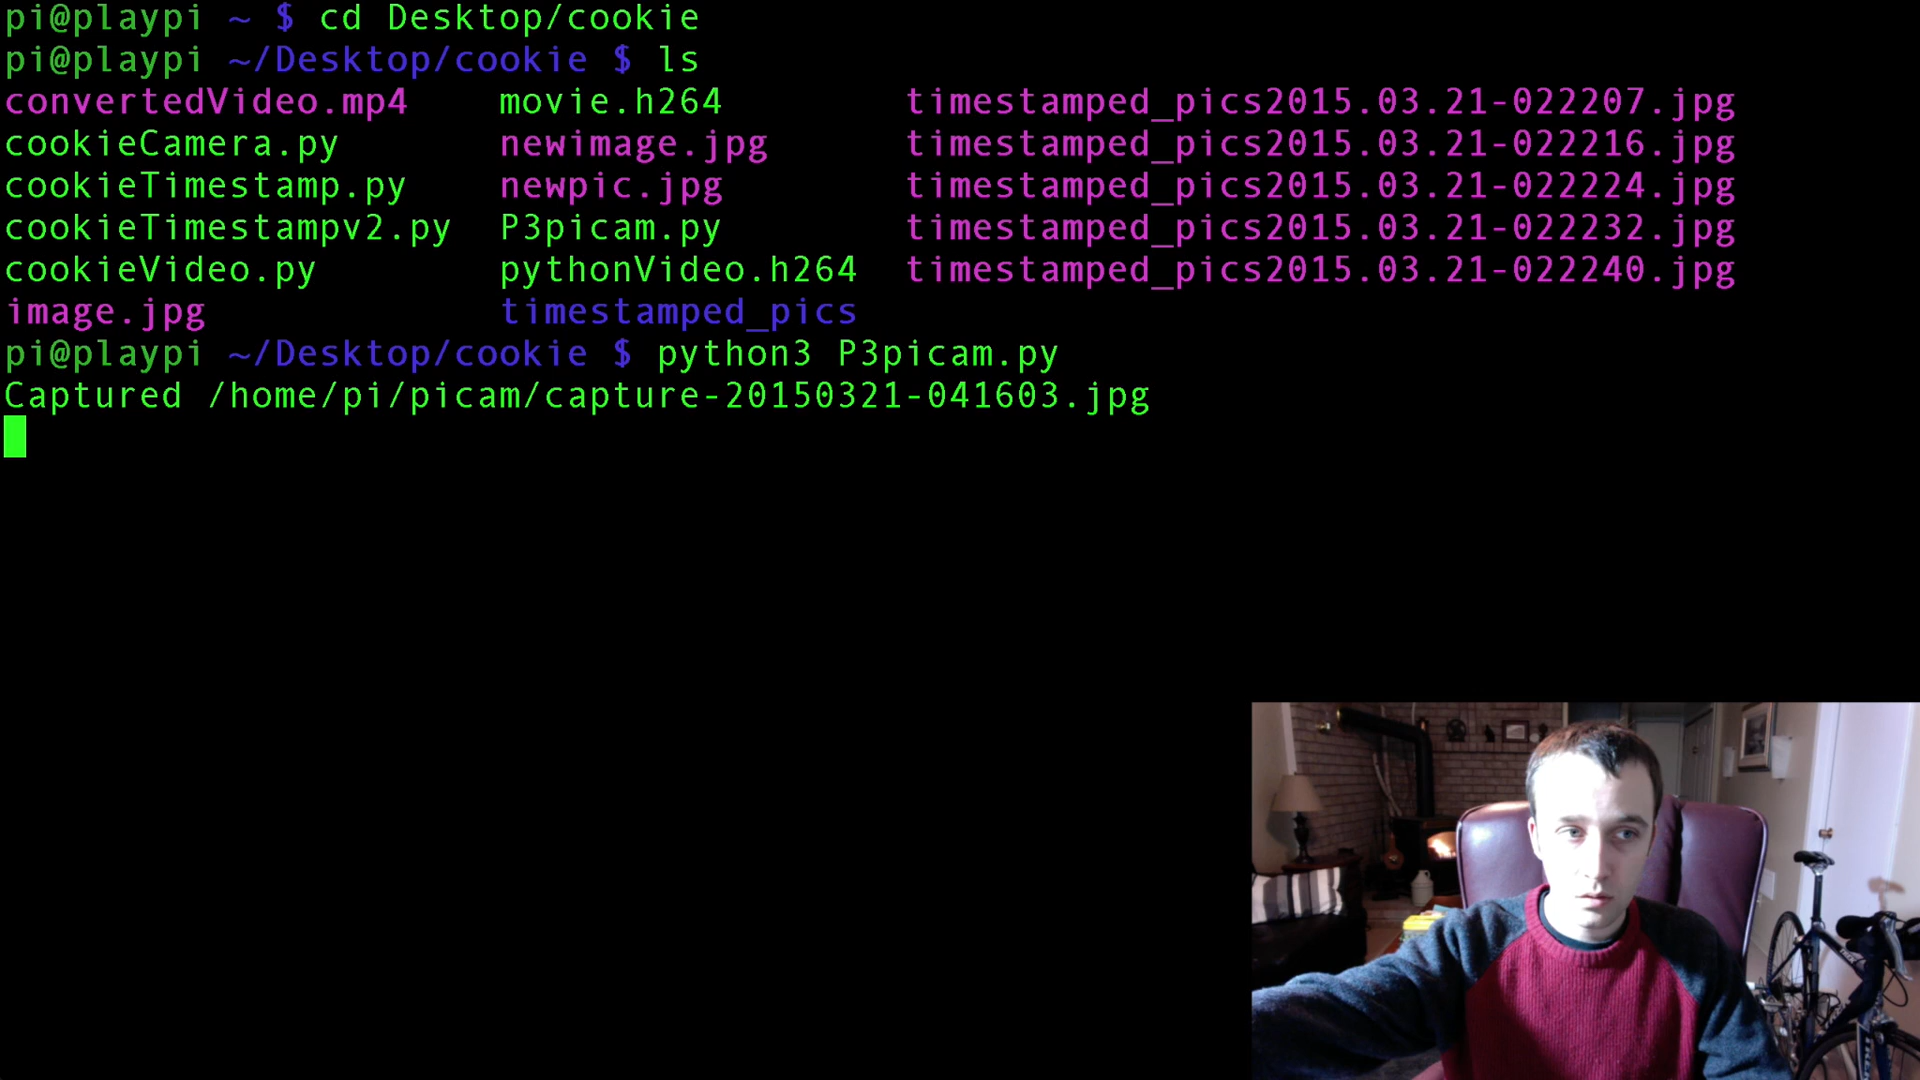 pi@playpi ~ $ cd Desktop/cookie
pi@playpi ~/Desktop/cookie $ ls
convertedVideo.mp4 movie.h264 timestamped_pics2015.03.21-022207.jpg
cookieCamera.py newimage.jpg timestamped_pics2015.03.21-022216.jpg
cookieTimestamp.py newpic.jpg timestamped_pics2015.03.21-022224.jpg
cookieTimestampv2.py P3picam.py timestamped_pics2015.03.21-022232.jpg
cookieVideo.py pythonVideo.h264 timestamped_pics2015.03.21-022240.jpg
image.jpg timestamped_pics
pi@playpi ~/Desktop/cookie $ python3 P3picam.py
Captured /home/pi/picam/capture-20150321-041603.jpg